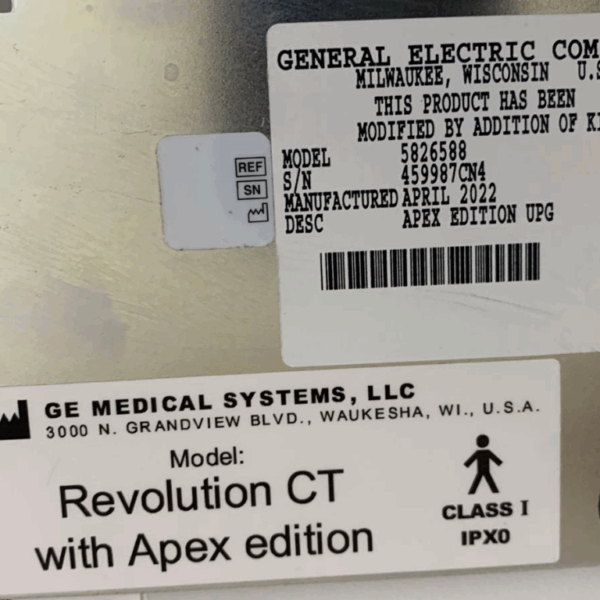 GENERAL ELECTRIC COM
MILWAUKEE, WISCONSIN U.S
THIS PRODUCT HAS BEEN
MODIFIED BY ADDITION OF KI
REF
SN
MODEL 5826588
S/N 459987CN4
MANUFACTURED APRIL 2022
DESC APEX EDITION UPG
GE MEDICAL SYSTEMS, LLC
3000 N. GRANDVIEW BLVD., WAUKESHA, WI., U.S.A.
Model:
Revolution CT
with Apex edition
CLASS I
IPX0